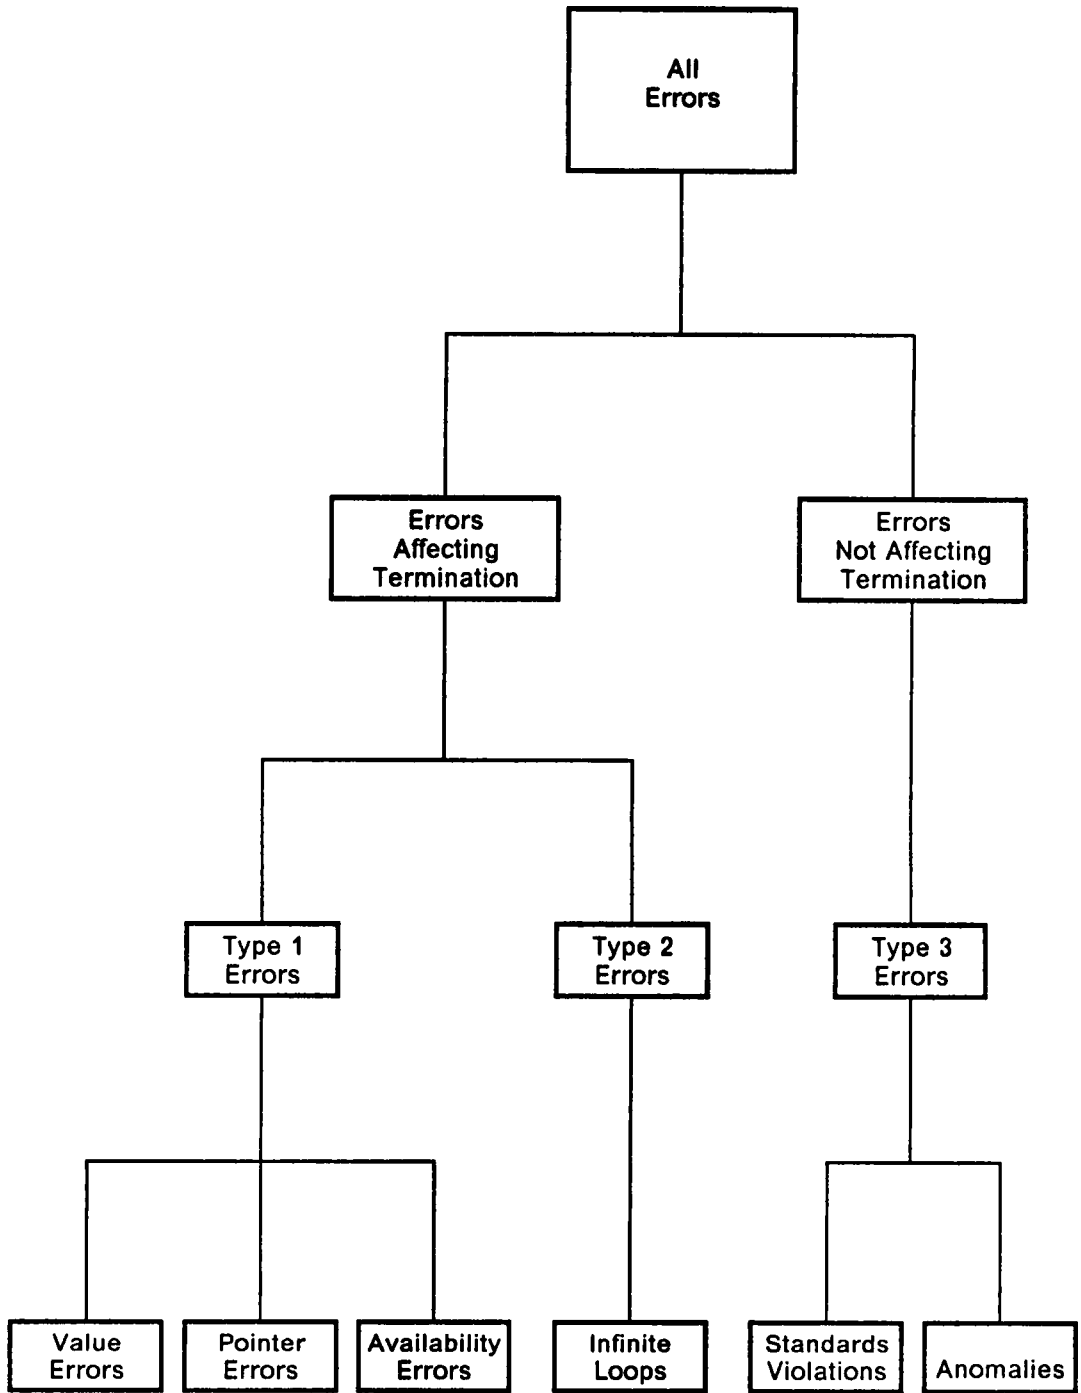 All
Errors
Errors
Affecting
Termination
Errors
Not Affecting
Termination
Type 1
Errors
Type 2
Errors
Type 3
Errors
Value
Errors
Pointer
Errors
Availability
Errors
Infinite
Loops
Standards
Violations
Anomalies